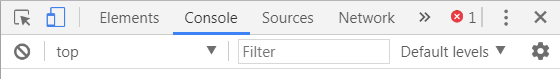 Elements Console Sources Network » 1
top Filter Default levels